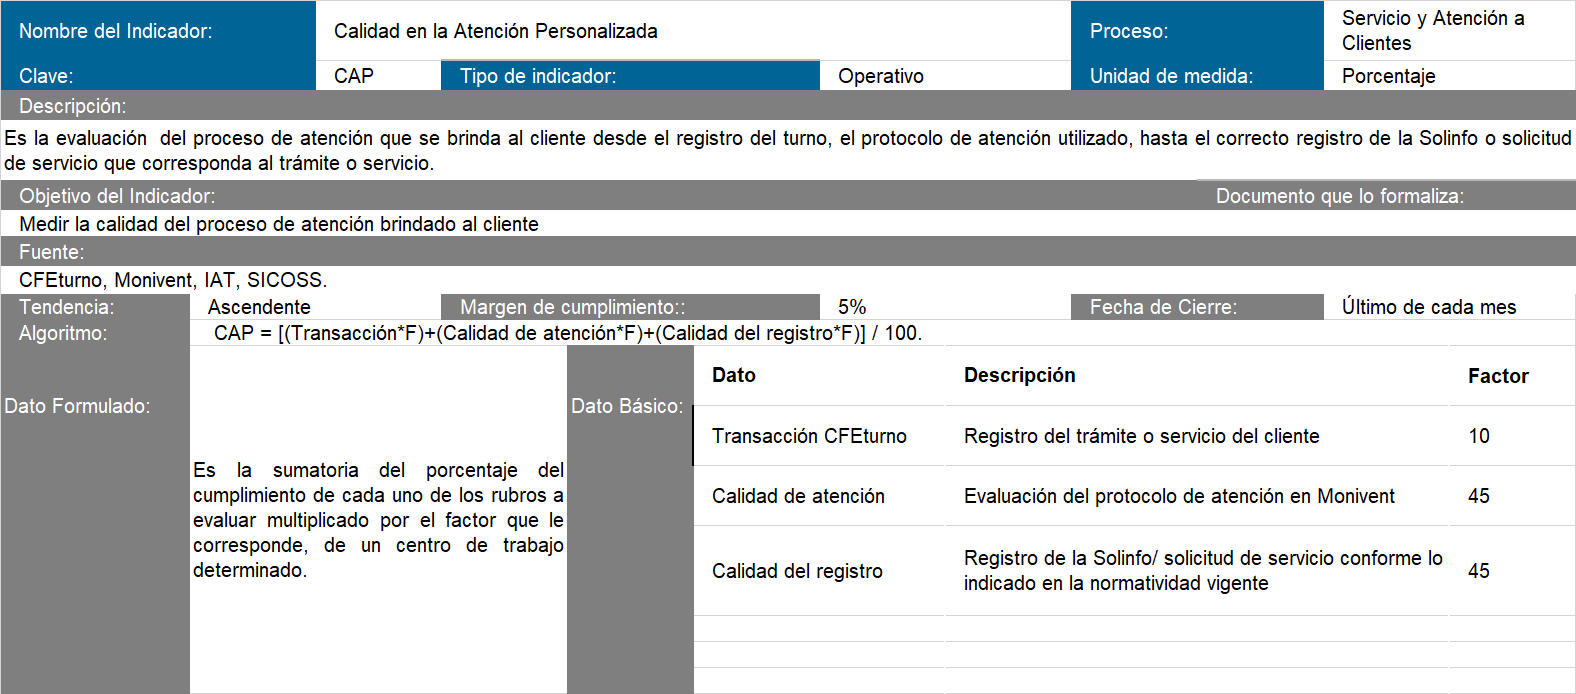 Nombre del Indicador: Calidad en la Atención Personalizada Proceso: Servicio y Atención a
Clientes
Clave: CAP Tipo de indicador: Operativo Unidad de medida: Porcentaje
Descripción:
Es la evaluación  del proceso de atención que se brinda al cliente desde el registro del turno, el protocolo de atención utilizado, hasta el correcto registro de la Solinfo o solicitud
de servicio que corresponda al trámite o servicio.
Objetivo del Indicador: Documento que lo formaliza:
Medir la calidad del proceso de atención brindado al cliente
Fuente:
CFEturno, Monivent, IAT, SICOSS.
Tendencia: Ascendente Margen de cumplimiento:: 5% Fecha de Cierre: Último de cada mes
Algoritmo: CAP = [(Transacción*F)+(Calidad de atención*F)+(Calidad del registro*F)] / 100.
Dato Formulado:
Es la sumatoria del porcentaje del
cumplimiento de cada uno de los rubros a
evaluar multiplicado por el factor que le
corresponde, de un centro de trabajo
determinado.
Dato Básico:
Dato Descripción Factor
Transacción CFEturno Registro del trámite o servicio del cliente 10
Calidad de atención Evaluación del protocolo de atención en Monivent 45
Calidad del registro Registro de la Solinfo/ solicitud de servicio conforme lo
indicado en la normatividad vigente 45